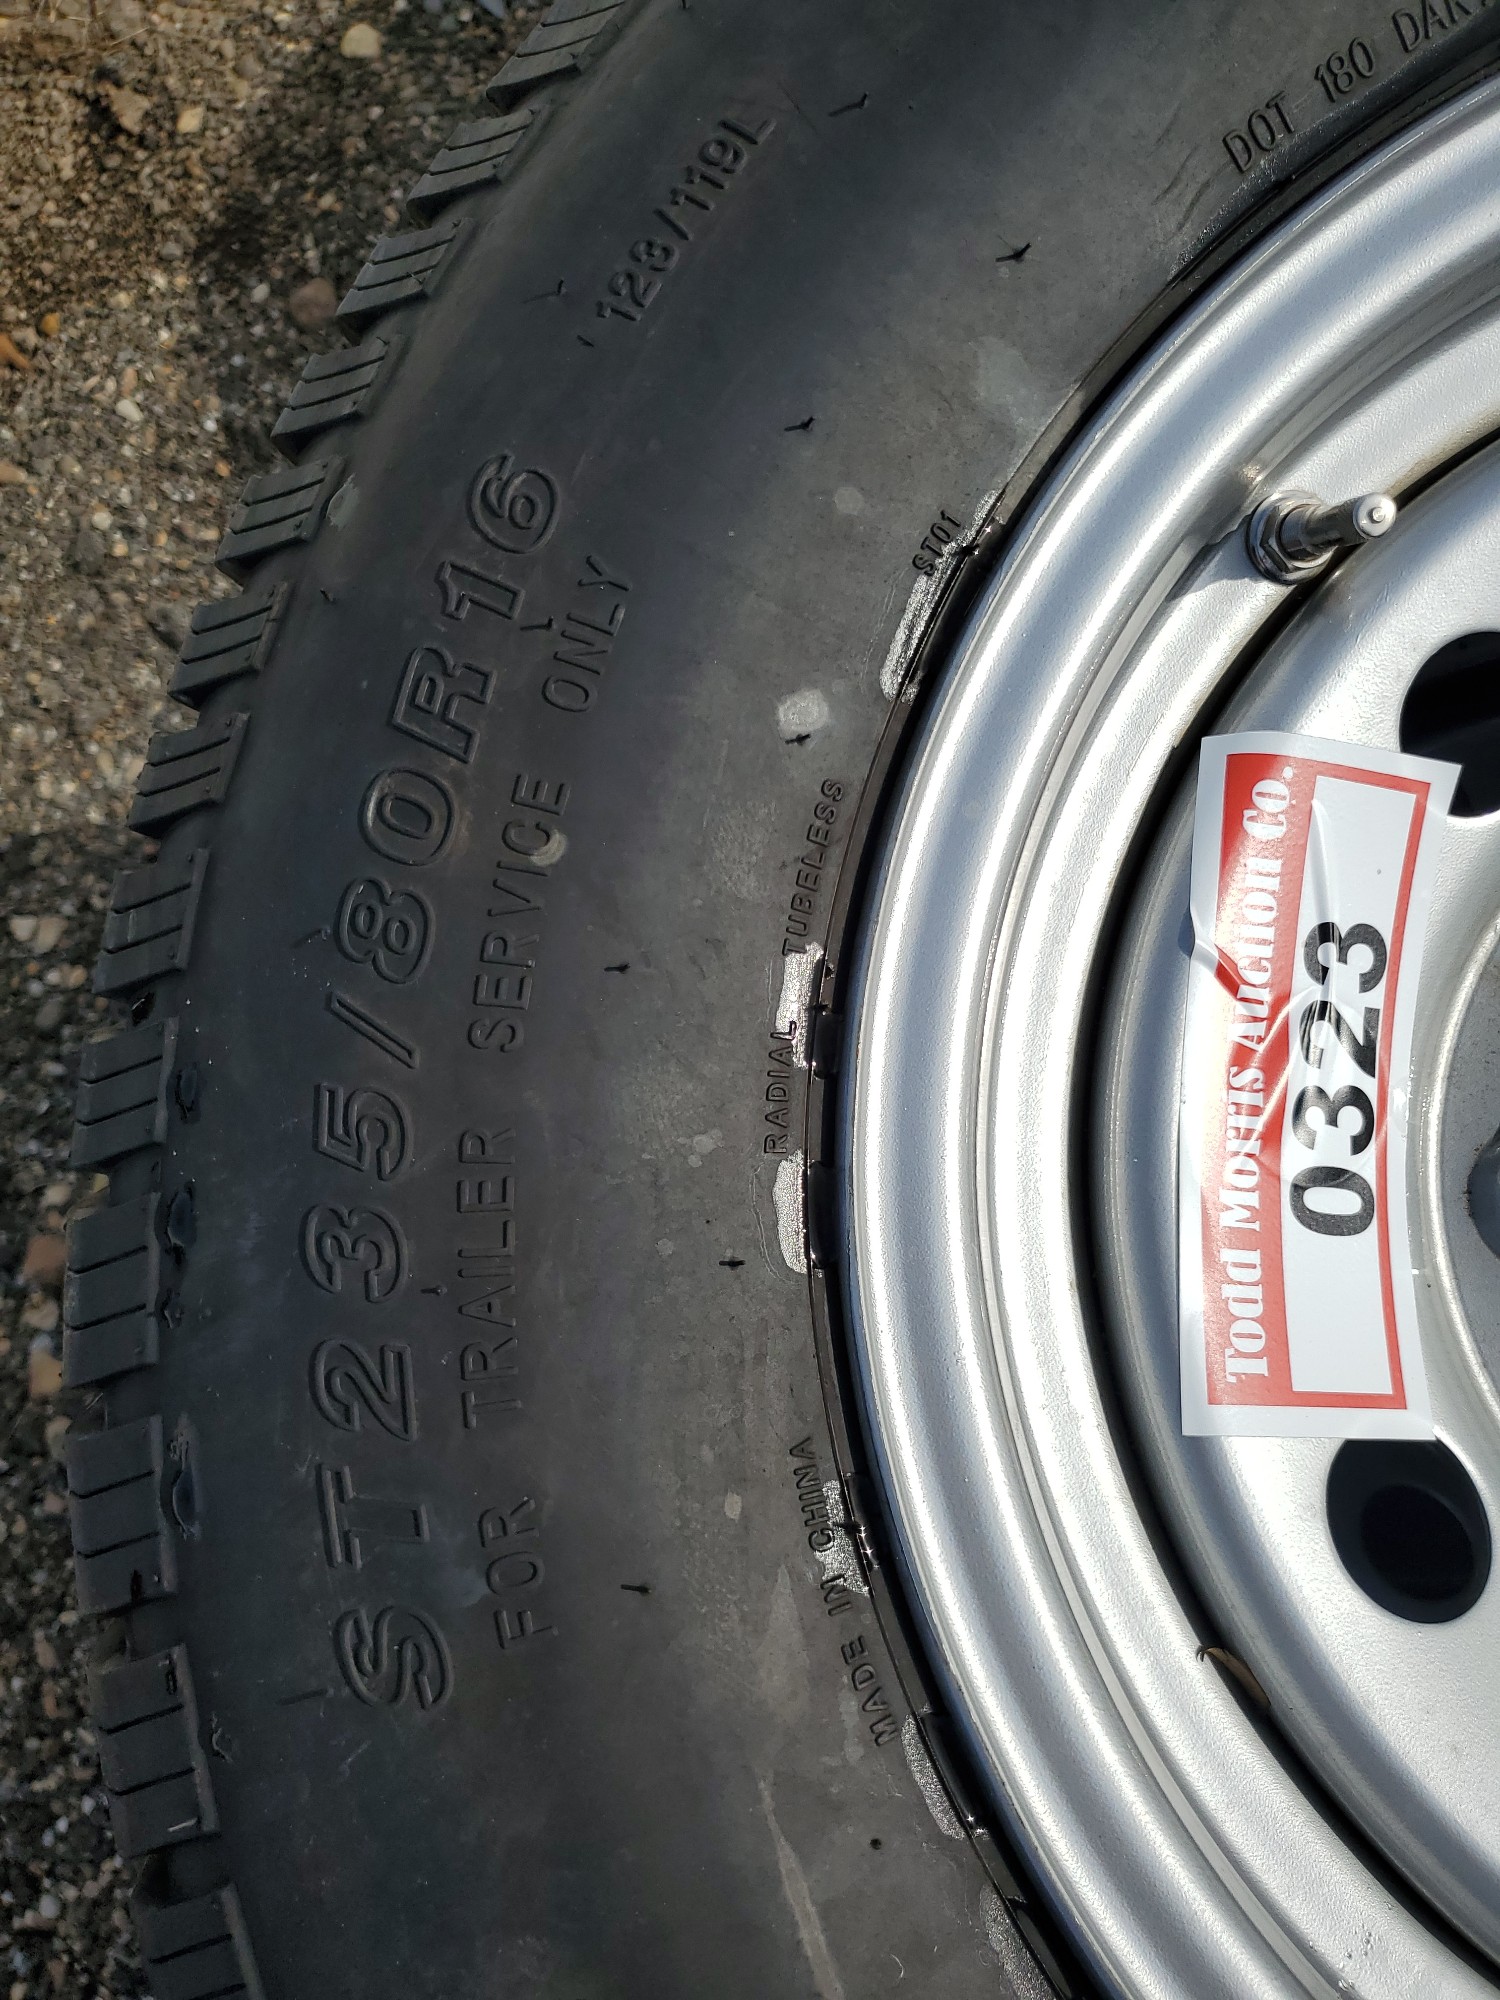 ST235/80R16
FOR TRAILER SERVICE ONLY
123/119L
MADE IN CHINA
RADIAL TUBELESS
ST01
DOT 180
Todd Morris Auction Co.
0323